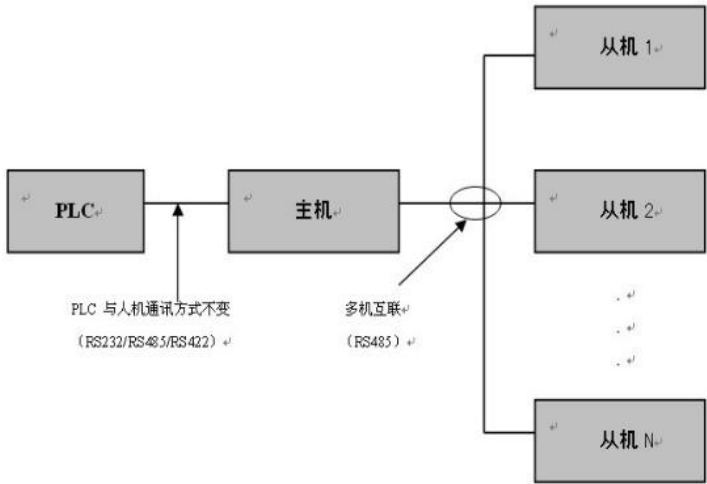 从机 1
PLC
主机
从机 2
PLC 与人机通讯方式不变
（RS232/RS485/RS422）
多机互联
（RS485）
.
.
.
从机 N